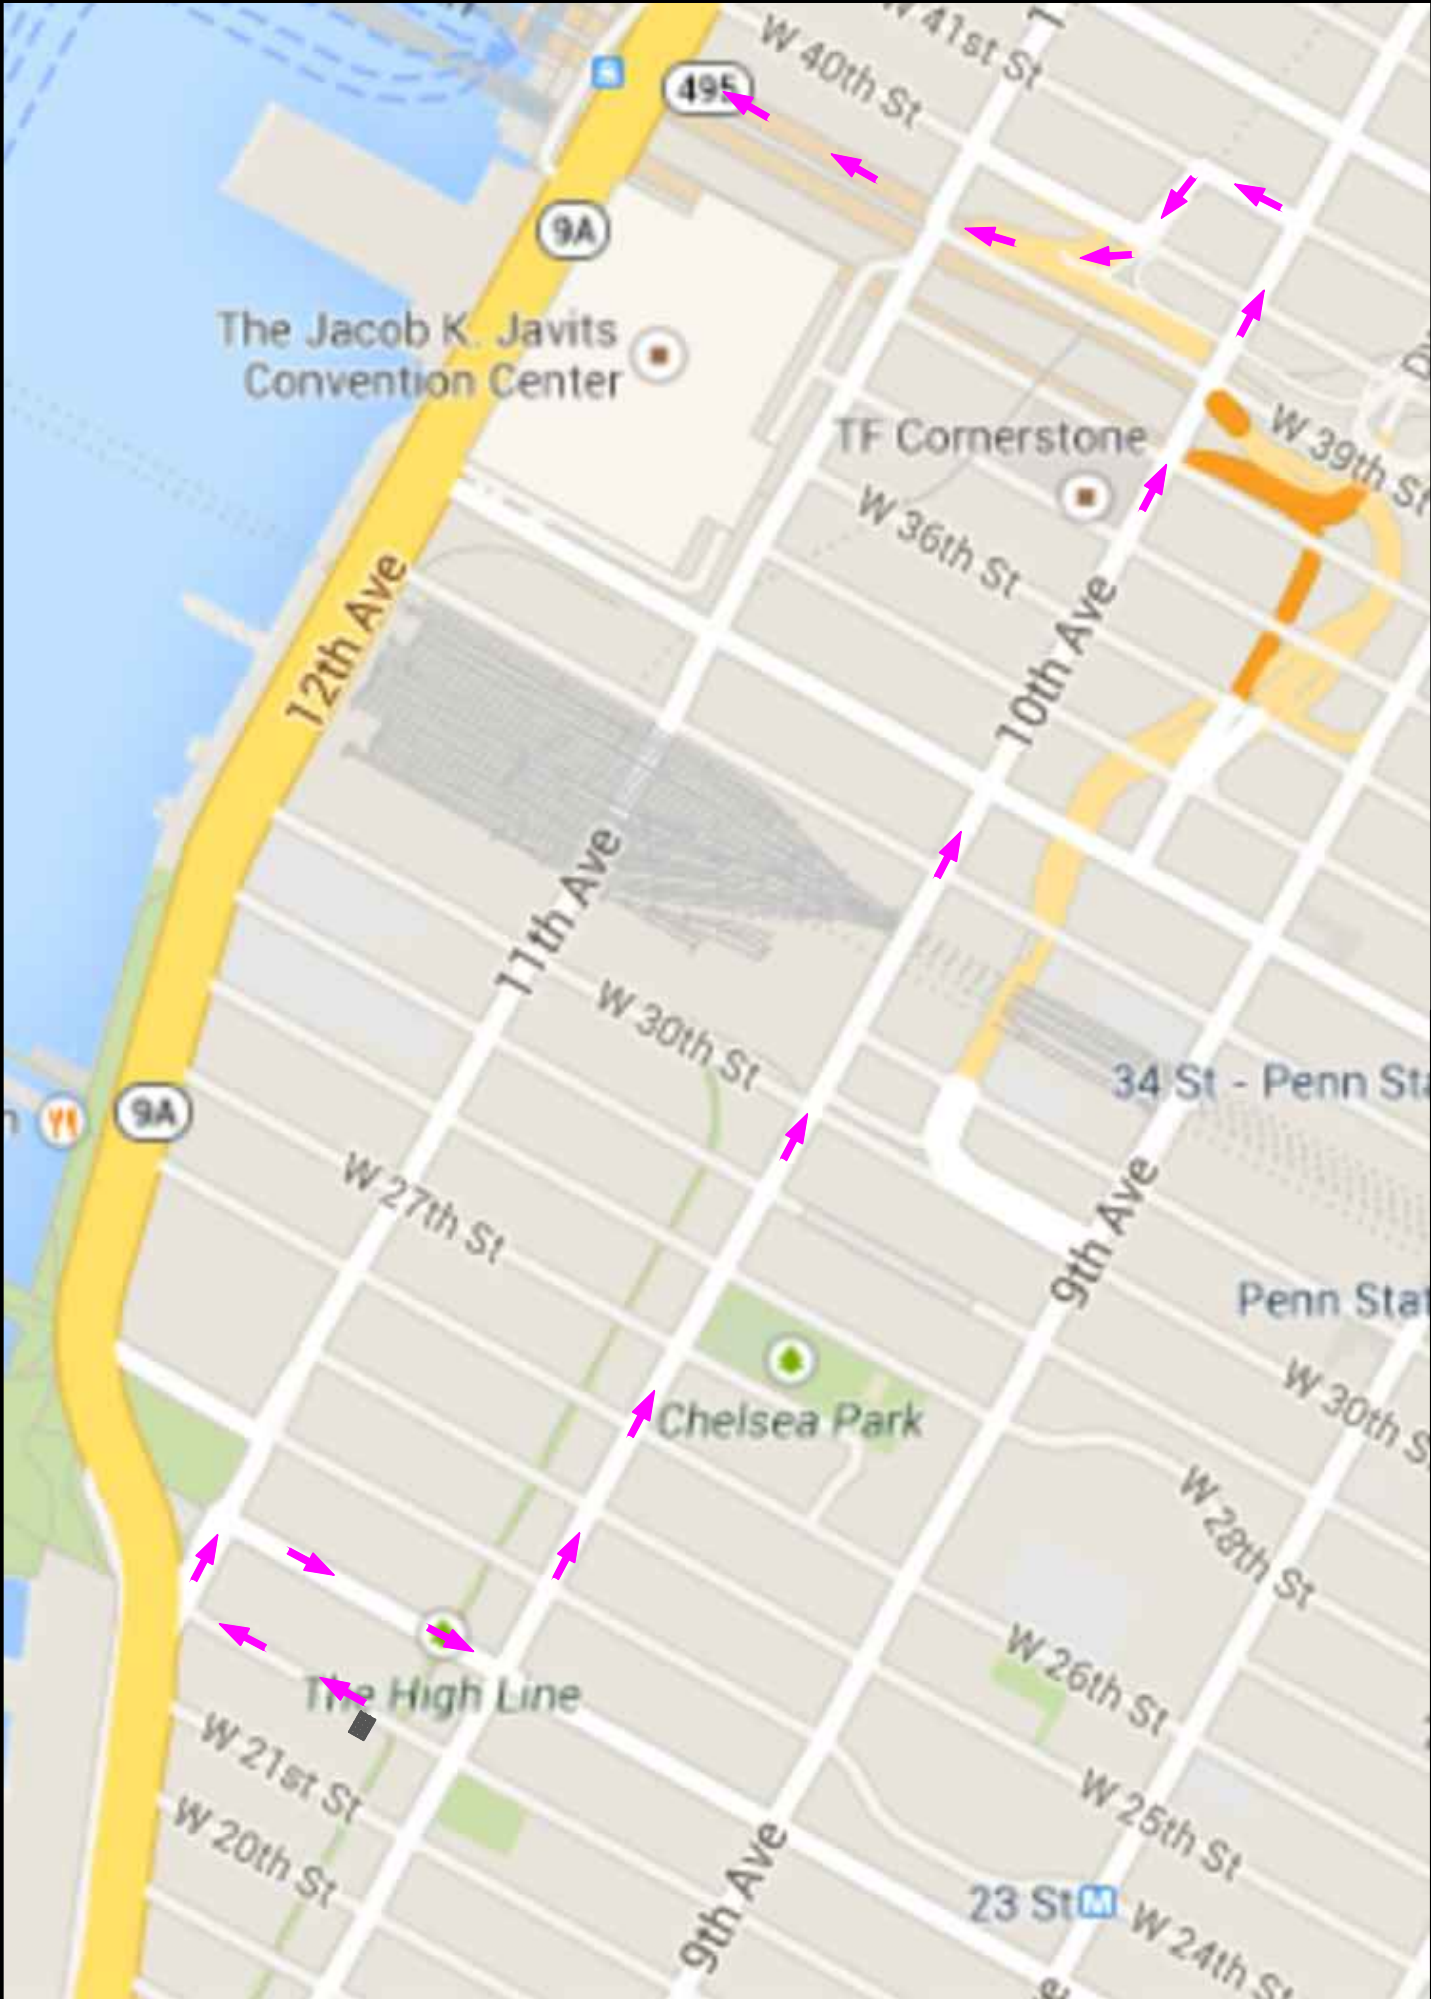 W 41st St
W 40th St
495
9A
The Jacob K. Javits
Convention Center
TF Cornerstone
W 39th St
W 36th St
12th Ave
10th Ave
11th Ave
W 30th St
34 St - Penn Sta
9A
W 27th St
9th Ave
Penn Stat
Chelsea Park
W 30th S
W 28th St
The High Line
W 26th St
W 21st St
W 25th St
W 20th St
9th Ave
23 St M
W 24th St